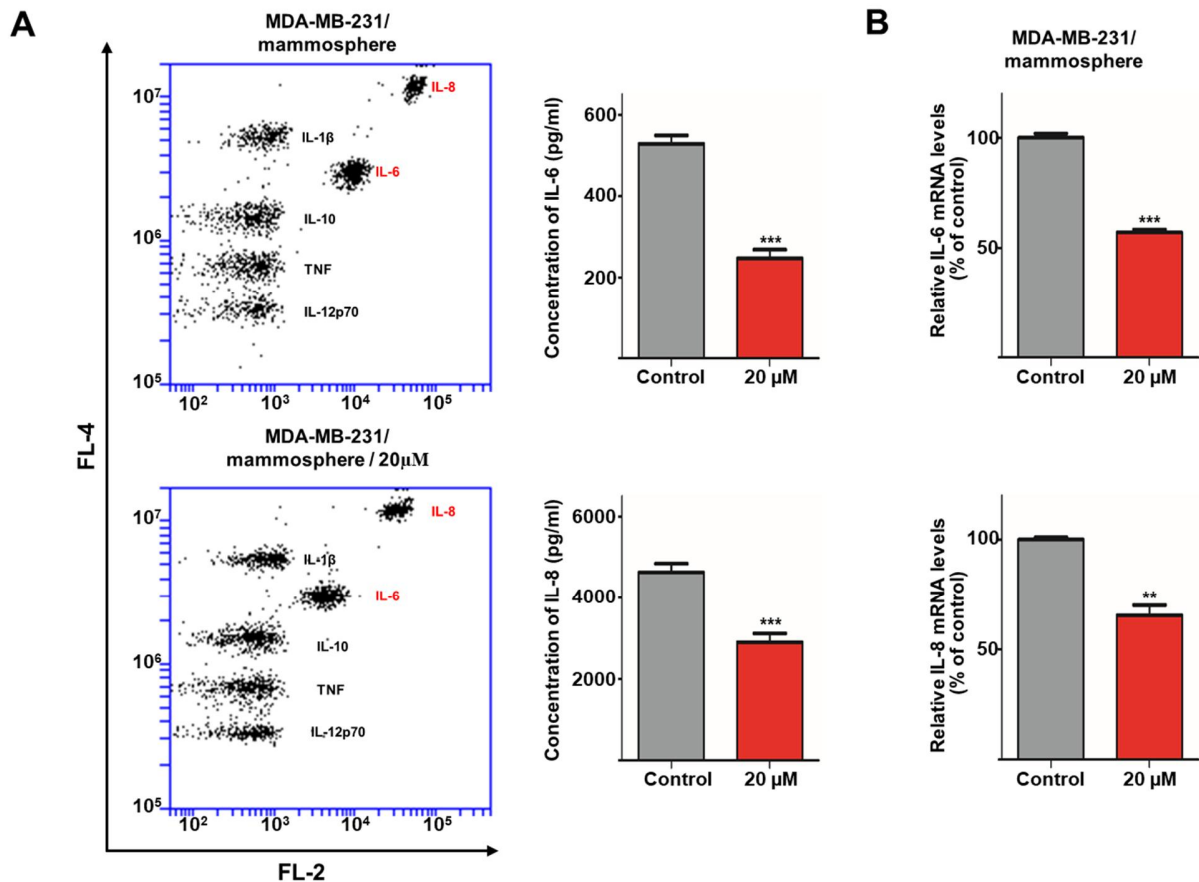 A
MDA-MB-231/
mammosphere
10⁷
10⁶
10⁵
IL-8
IL-1β
IL-6
IL-10
TNF
IL-12p70
10² 10³ 10⁴ 10⁵
Concentration of IL-6 (pg/ml)
600
400
200
***
Control 20 µM
B
MDA-MB-231/
mammosphere
Relative IL-6 mRNA levels
(% of control)
100
50
***
Control 20 µM
FL-4
MDA-MB-231/
mammosphere / 20µM
10⁷
10⁶
10⁵
IL-8
IL-1β
IL-6
IL-10
TNF
IL-12p70
10² 10³ 10⁴ 10⁵
FL-2
Concentration of IL-8 (pg/ml)
6000
4000
2000
***
Control 20 µM
Relative IL-8 mRNA levels
(% of control)
100
50
**
Control 20 µM